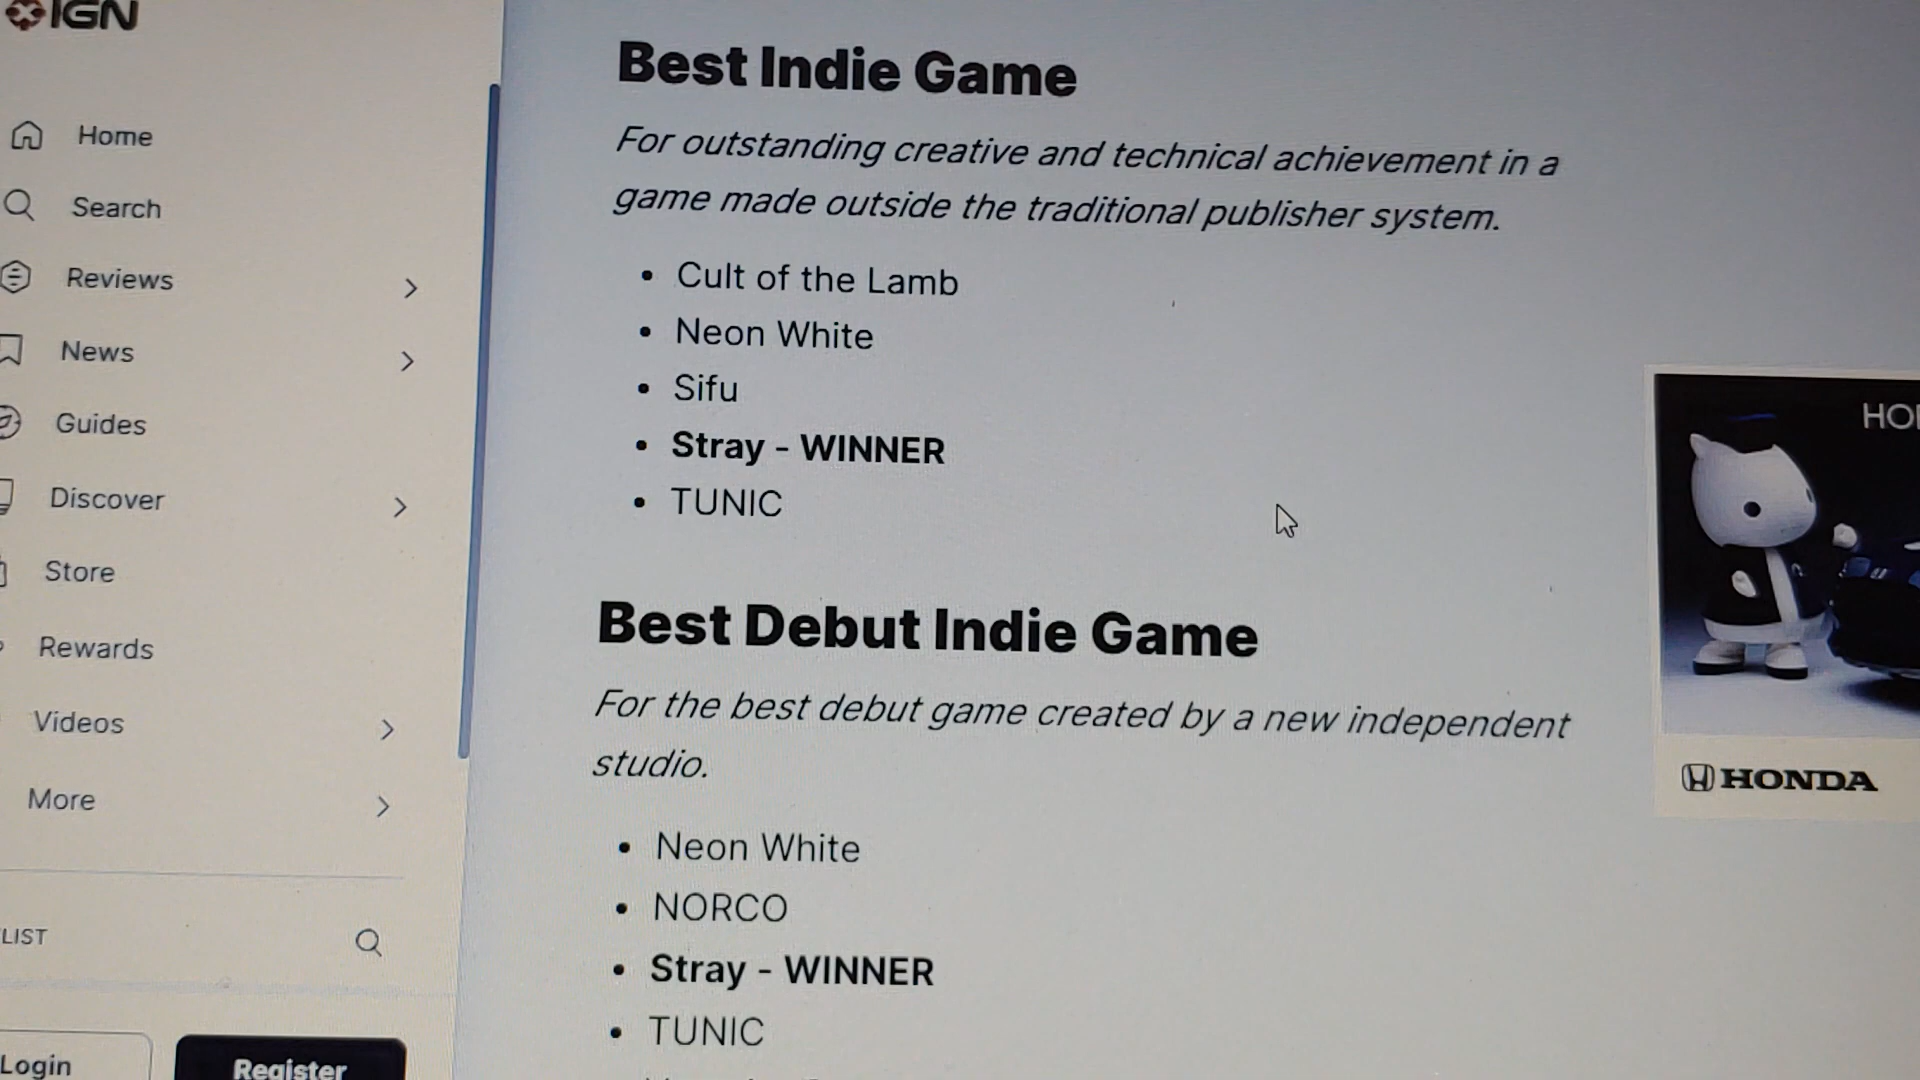 IGN
Home
Search
Reviews
News
Guides
Discover
Store
Rewards
Videos
More
LIST
Login
Register
Best Indie Game
For outstanding creative and technical achievement in a
game made outside the traditional publisher system.
• Cult of the Lamb
• Neon White
• Sifu
• Stray - WINNER
• TUNIC
Best Debut Indie Game
For the best debut game created by a new independent
studio.
• Neon White
• NORCO
• Stray - WINNER
• TUNIC
HONDA